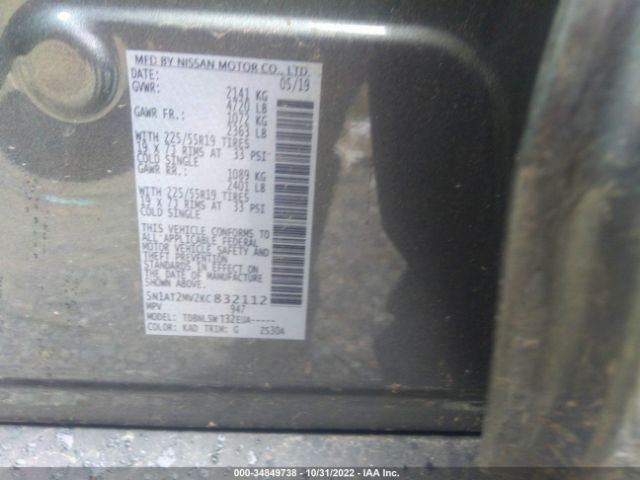 MFD BY NISSAN MOTOR CO., LTD.
DATE: 05/19
GVWR: 2141 KG
4720 LB
GAWR FR.: 1072 KG
2363 LB
WITH 225/55R19 TIRES
19 X 7J RIMS AT 33 PSI
COLD SINGLE
GAWR RR.: 1089 KG
2401 LB
WITH 225/55R19 TIRES
19 X 7J RIMS AT 33 PSI
COLD SINGLE
THIS VEHICLE CONFORMS TO
ALL APPLICABLE FEDERAL
MOTOR VEHICLE SAFETY AND
THEFT PREVENTION
STANDARDS IN EFFECT ON
THE DATE OF MANUFACTURE
SHOWN ABOVE.
5N1AT2MV2KC832112
MPV 947
MODEL: TDBNLSWT32EUA-----
COLOR: KAD TRIM: G 2530A
000-34849738 - 10/31/2022 - IAA Inc.